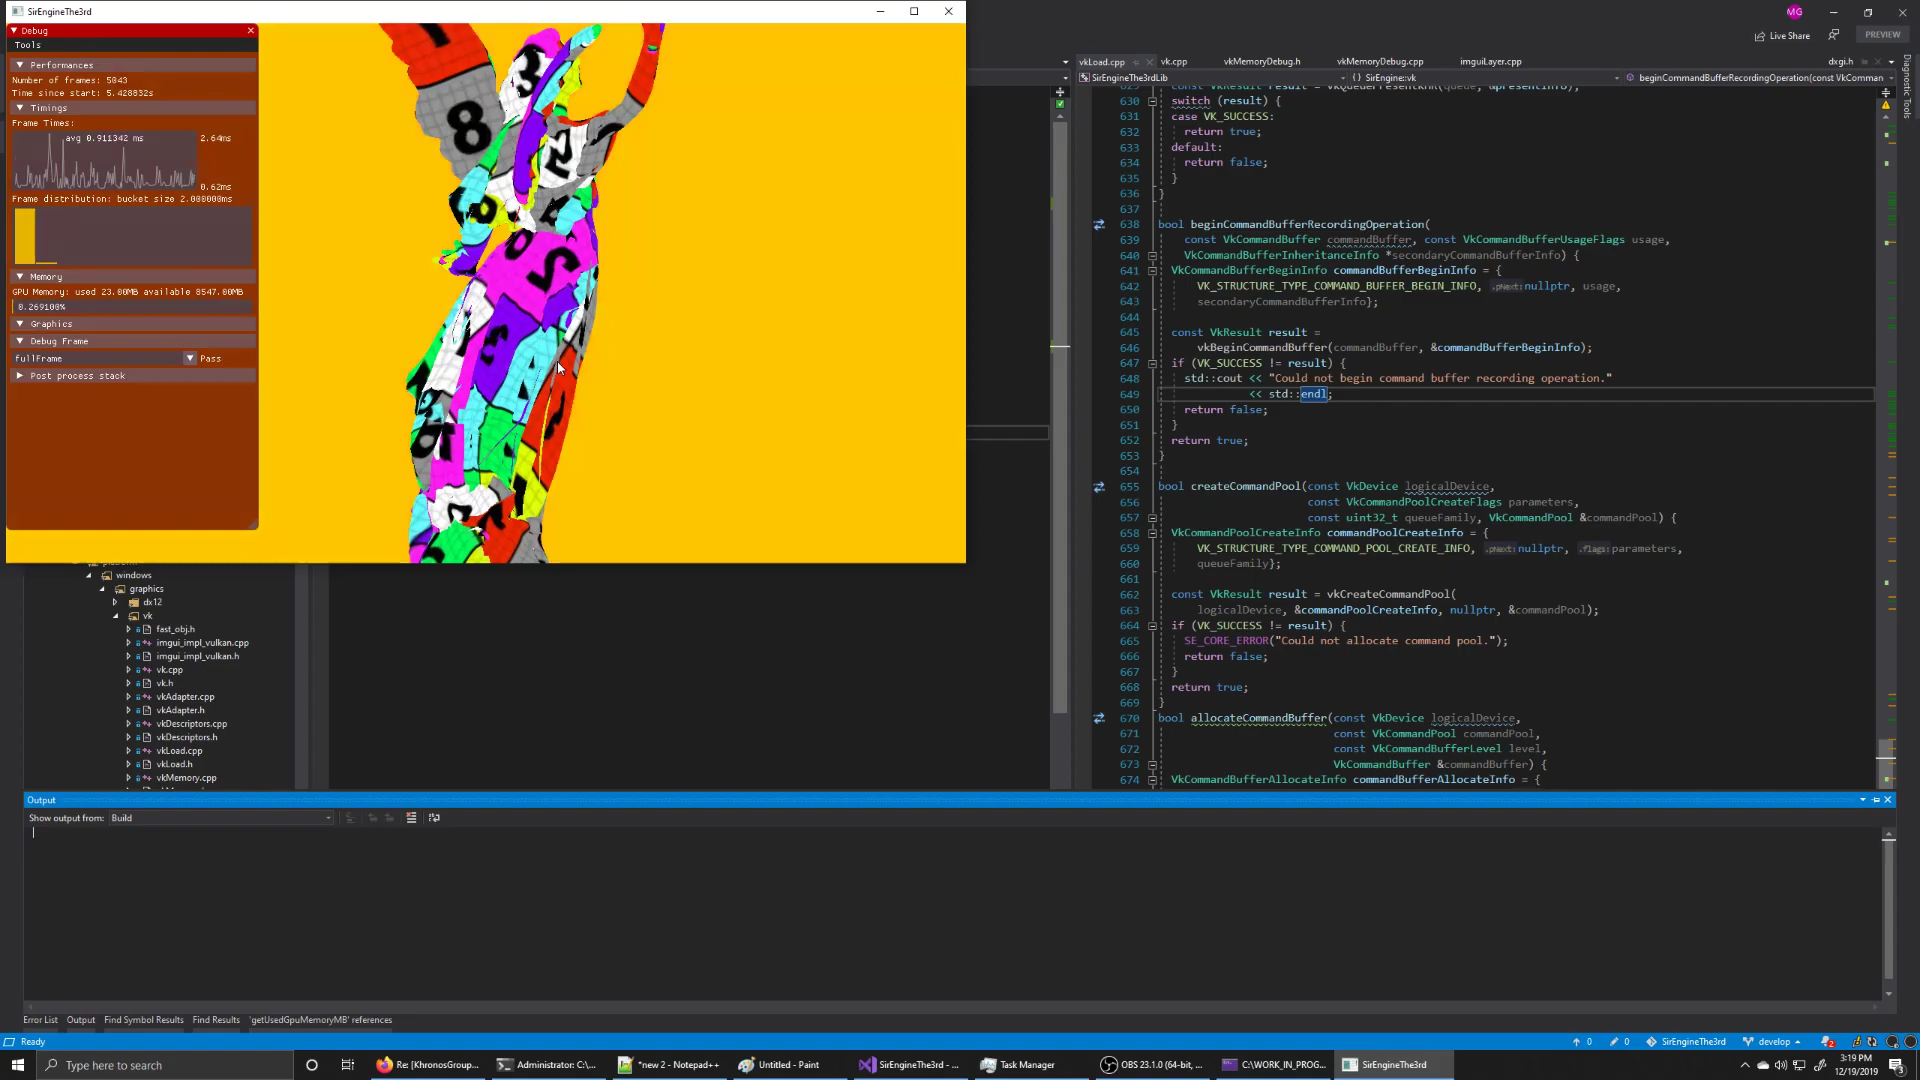 SirEngineThe3rd
Debug
Tools
Performances
Number of frames: 5043
Time since start: 5.428832s
Timings
Frame Times:
avg 0.911342 ms
2.64ms
0.62ms
Frame distribution: bucket size 2.000000ms
Memory
GPU Memory: used 23.00MB available 8547.00MB
0.269100%
Graphics
Debug Frame
fullFrame Pass
Post process stack
8
3
MG
Live Share
PREVIEW
vkLoad.cpp vk.cpp vkMemoryDebug.h vkMemoryDebug.cpp imguiLayer.cpp dxgi.h
SirEngineThe3rdLib {} SirEngine::vk beginCommandBufferRecordingOperation(const VkComman
Diagnostic Tools
630 switch (result) {
631 case VK_SUCCESS:
632 return true;
633 default:
634 return false;
635 }
636 }
637
638 bool beginCommandBufferRecordingOperation(
639 const VkCommandBuffer commandBuffer, const VkCommandBufferUsageFlags usage,
640 VkCommandBufferInheritanceInfo *secondaryCommandBufferInfo) {
641 VkCommandBufferBeginInfo commandBufferBeginInfo = {
642 VK_STRUCTURE_TYPE_COMMAND_BUFFER_BEGIN_INFO, .pNext: nullptr, usage,
643 secondaryCommandBufferInfo};
644
645 const VkResult result =
646 vkBeginCommandBuffer(commandBuffer, &commandBufferBeginInfo);
647 if (VK_SUCCESS != result) {
648 std::cout << "Could not begin command buffer recording operation."
649 << std::endl;
650 return false;
651 }
652 return true;
653 }
654
655 bool createCommandPool(const VkDevice logicalDevice,
656 const VkCommandPoolCreateFlags parameters,
657 const uint32_t queueFamily, VkCommandPool &commandPool) {
658 VkCommandPoolCreateInfo commandPoolCreateInfo = {
659 VK_STRUCTURE_TYPE_COMMAND_POOL_CREATE_INFO, .pNext: nullptr, .flags: parameters,
660 queueFamily};
661
662 const VkResult result = vkCreateCommandPool(
663 logicalDevice, &commandPoolCreateInfo, nullptr, &commandPool);
664 if (VK_SUCCESS != result) {
665 SE_CORE_ERROR("Could not allocate command pool.");
666 return false;
667 }
668 return true;
669 }
670 bool allocateCommandBuffer(const VkDevice logicalDevice,
671 const VkCommandPool commandPool,
672 const VkCommandBufferLevel level,
673 VkCommandBuffer &commandBuffer) {
674 VkCommandBufferAllocateInfo commandBufferAllocateInfo = {
windows
graphics
dx12
vk
fast_obj.h
imgui_impl_vulkan.cpp
imgui_impl_vulkan.h
vk.cpp
vk.h
vkAdapter.cpp
vkAdapter.h
vkDescriptors.cpp
vkDescriptors.h
vkLoad.cpp
vkLoad.h
vkMemory.cpp
Output
Show output from: Build
Error List Output Find Symbol Results Find Results 'getUsedGpuMemoryMB' references
Ready 0 0 SirEngineThe3rd develop 2
Type here to search
Re: [KhronosGroup... Administrator: C:\... *new 2 - Notepad++ Untitled - Paint SirEngineThe3rd - ... Task Manager OBS 23.1.0 (64-bit, ... C:\WORK_IN_PROG... SirEngineThe3rd
3:19 PM
12/19/2019
3